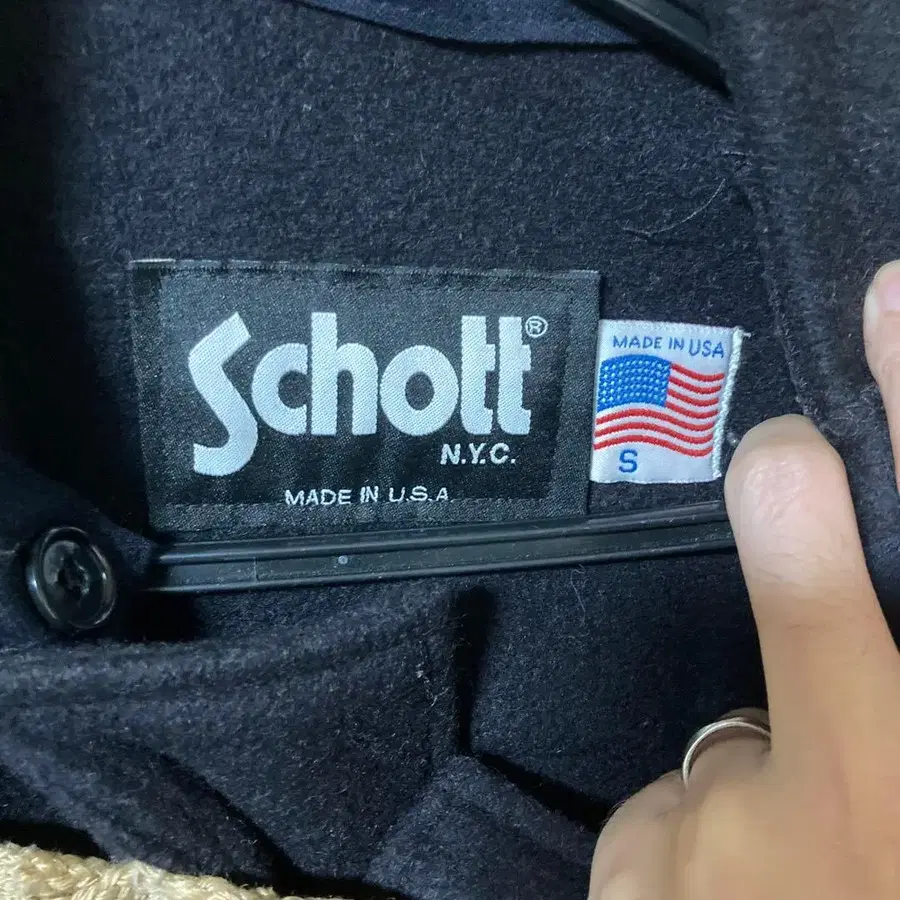 Schott®
N.Y.C.
MADE IN U.S.A.
MADE IN USA
S